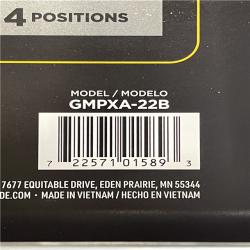 4 POSITIONS
MODEL / MODELO
GMPXA-22B
7 22571 01589 3
7677 EQUITABLE DRIVE, EDEN PRAIRIE, MN 55344
DE.COM
MADE IN VIETNAM / HECHO EN VIETNAM